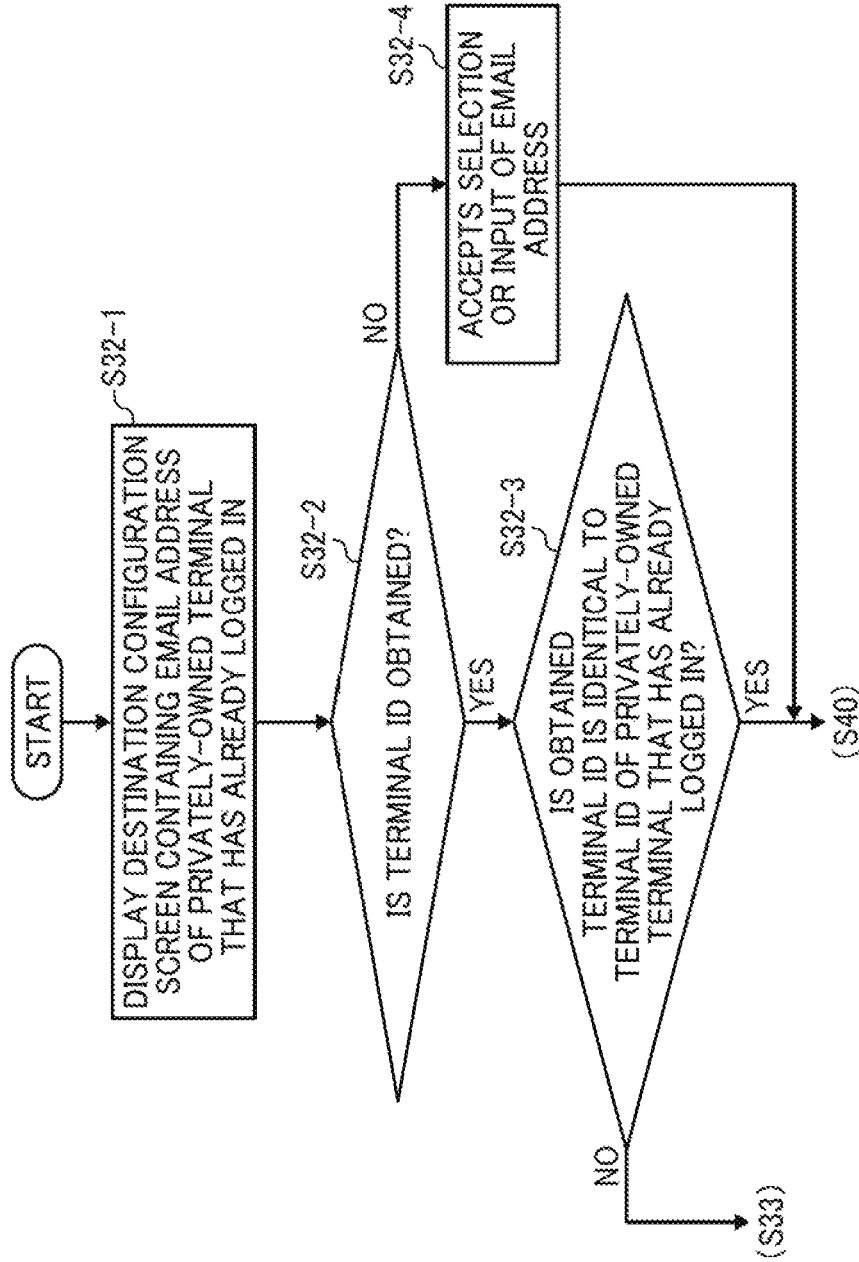 START
S32-1
DISPLAY DESTINATION CONFIGURATION
SCREEN CONTAINING EMAIL ADDRESS
OF PRIVATELY-OWNED TERMINAL
THAT HAS ALREADY LOGGED IN
S32-2
IS TERMINAL ID OBTAINED?
NO
YES
S32-4
ACCEPTS SELECTION
OR INPUT OF EMAIL
ADDRESS
S32-3
IS OBTAINED
TERMINAL ID IS IDENTICAL TO
TERMINAL ID OF PRIVATELY-OWNED
TERMINAL THAT HAS ALREADY
LOGGED IN?
NO
YES
(S33)
(S40)